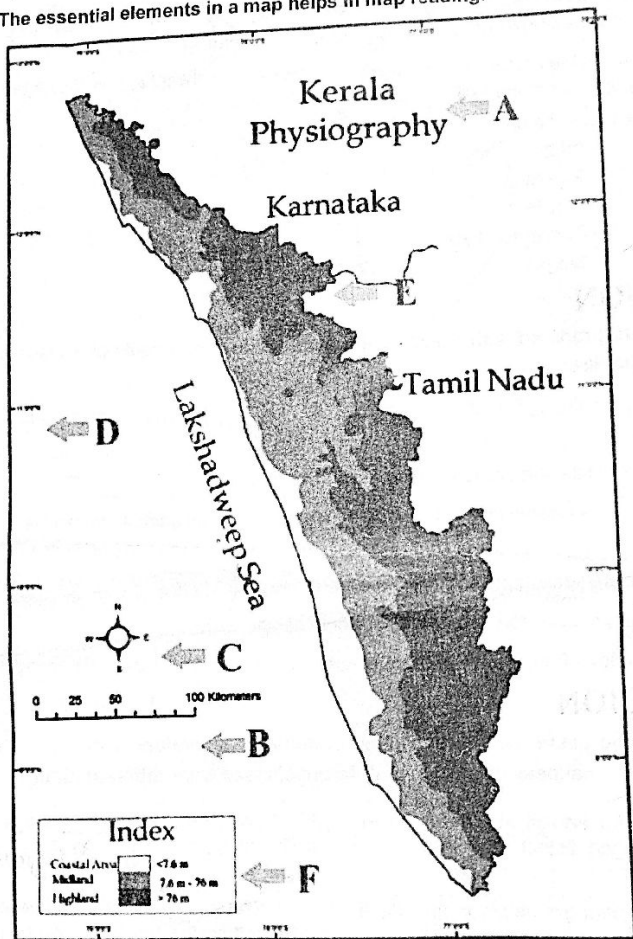 The essential elements in a map helps in map reading.
Kerala
Physiography
A
Karnataka
E
Tamil Nadu
D
Lakshadweep Sea
N
W E
S
C
0 25 50 100 Kilometers
B
Index
Coastal Area <7.6 m
Midland 7.6 m - 76 m
Highland > 76 m
F